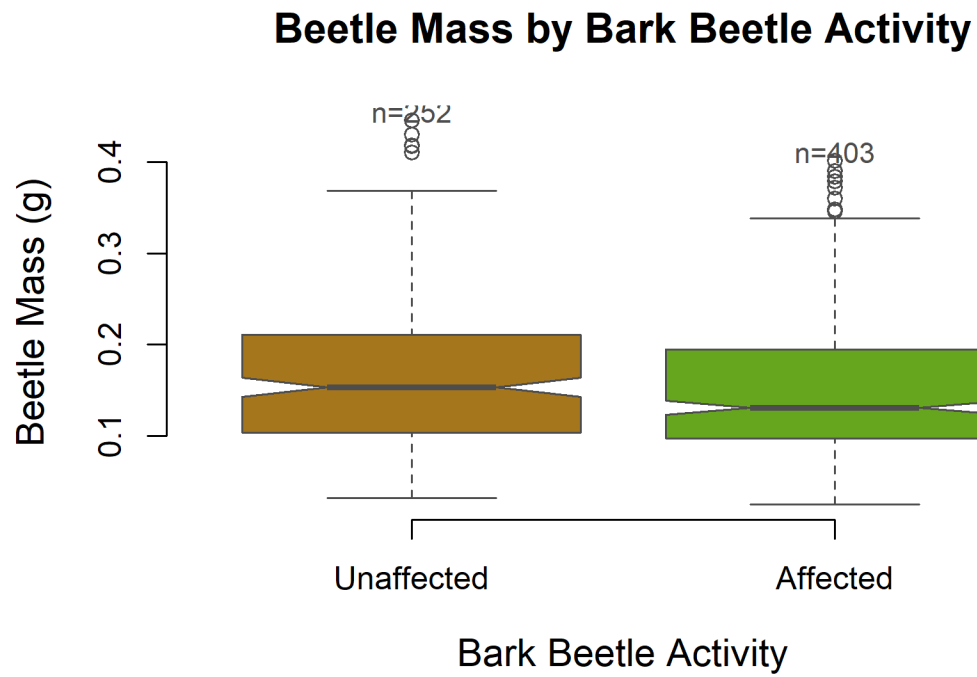 Beetle Mass by Bark Beetle Activity
n=252
n=403
Beetle Mass (g)
0.4
0.3
0.2
0.1
Unaffected
Affected
Bark Beetle Activity